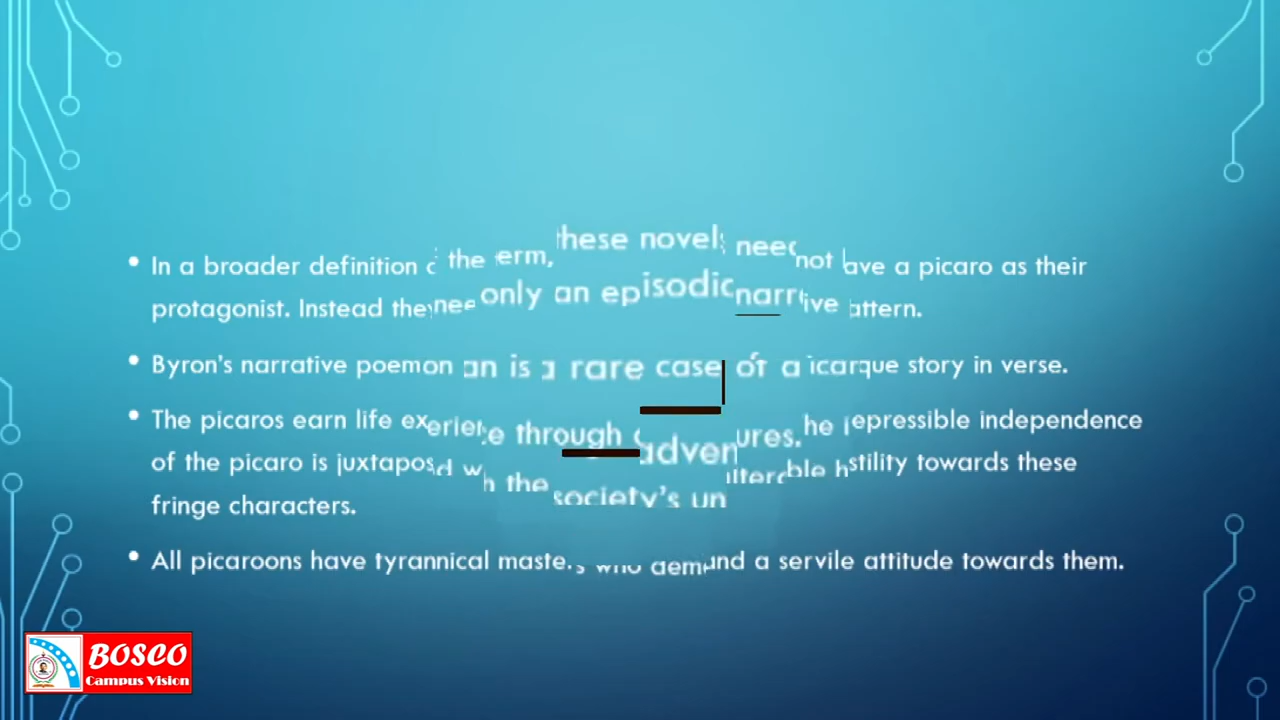 • In a broader definition of the term, these novels need not have a picaro as their
protagonist. Instead they need only an episodic narrative pattern.
• Byron's narrative poem is a rare case of a picarque story in verse.
• The picaros earn life experience through adventures. The repressible independence
of the picaro is juxtaposed with the society's unalterable hostility towards these
fringe characters.
• All picaroons have tyrannical masters who demand a servile attitude towards them.
BOSCO
Campus Vision